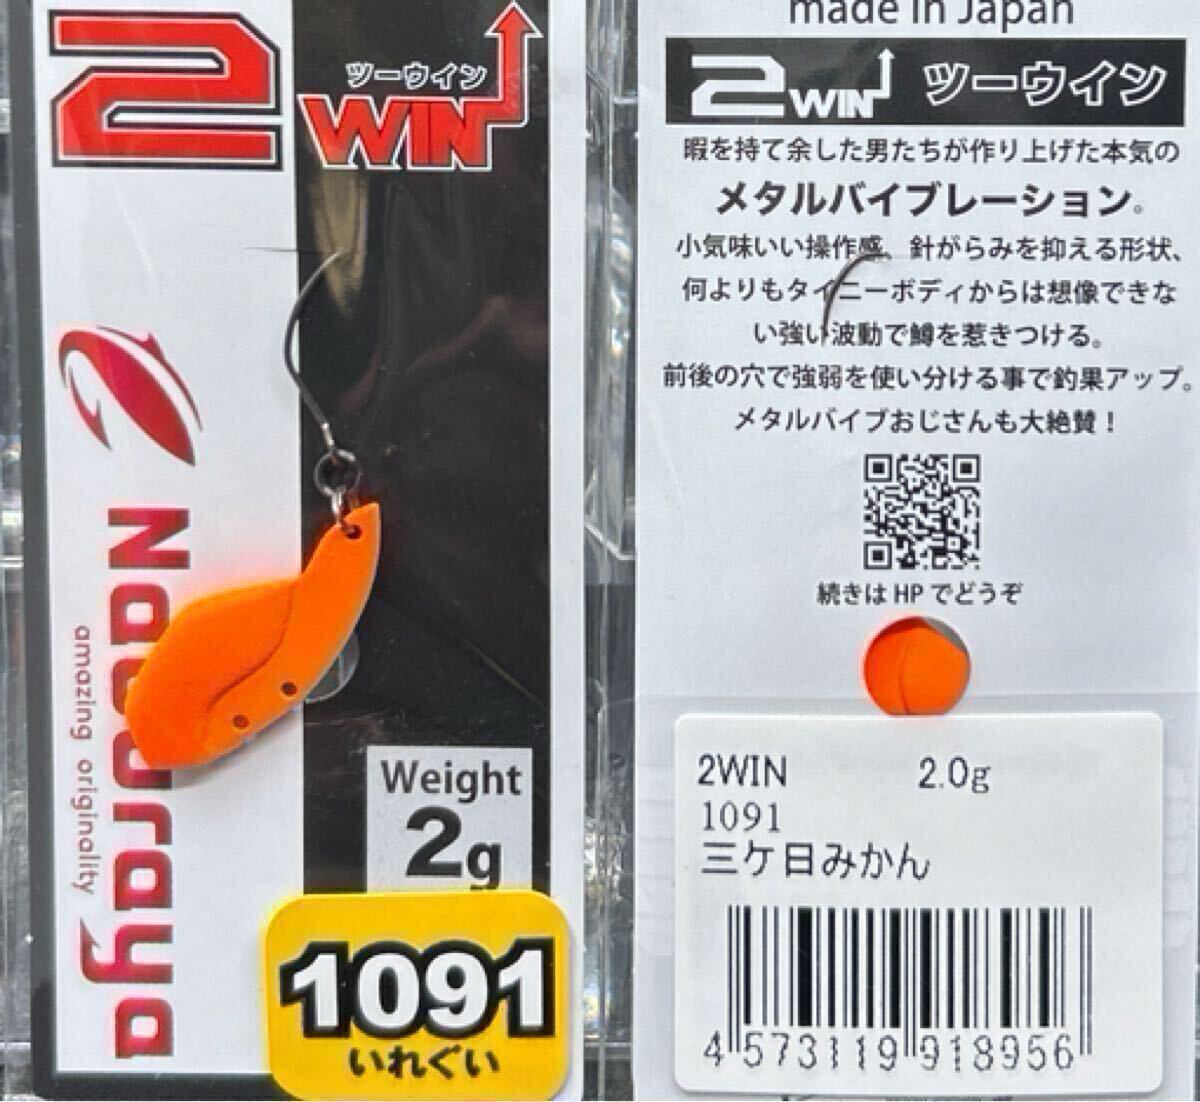 2
ツーウイン
WIN
Naburaya
amazing originality
Weight
2g
1091
いれぐい
made in Japan
2WIN ツーウイン
暇を持て余した男たちが作り上げた本気の
メタルバイブレーション。
小気味いい操作感、針がらみを抑える形状、
何よりもタイニーボディからは想像できな
い強い波動で鱒を惹きつける。
前後の穴で強弱を使い分ける事で釣果アップ。
メタルバイブおじさんも大絶賛！
続きは HP でどうぞ
2WIN 2.0g
1091
三ケ日みかん
4 573119 918956